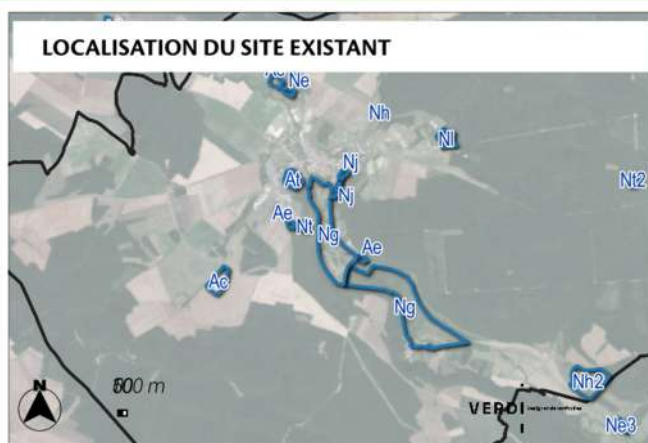 LOCALISATION DU SITE EXISTANT
Ne
Nh
Nl
Nj
At
Nt2
Nj
Ae
Nt
Ng
Ae
Ac
Ng
N
m
Nh2
VERDI
Ne3